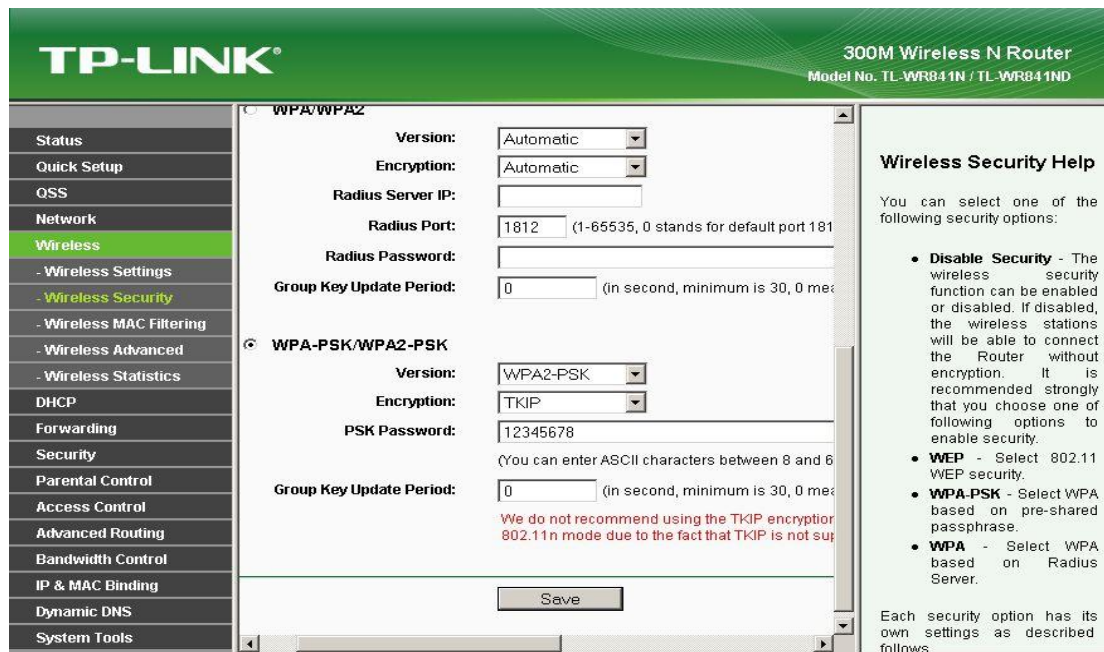 TP-LINK®
300M Wireless N Router
Model No. TL-WR841N / TL-WR841ND
Status
Quick Setup
QSS
Network
Wireless
- Wireless Settings
- Wireless Security
- Wireless MAC Filtering
- Wireless Advanced
- Wireless Statistics
DHCP
Forwarding
Security
Parental Control
Access Control
Advanced Routing
Bandwidth Control
IP & MAC Binding
Dynamic DNS
System Tools
WPA/WPA2
Version: Automatic
Encryption: Automatic
Radius Server IP:
Radius Port: 1812 (1-65535, 0 stands for default port 181
Radius Password:
Group Key Update Period: 0 (in second, minimum is 30, 0 mea
WPA-PSK/WPA2-PSK
Version: WPA2-PSK
Encryption: TKIP
PSK Password: 12345678
(You can enter ASCII characters between 8 and 6
Group Key Update Period: 0 (in second, minimum is 30, 0 mea
We do not recommend using the TKIP encryption
802.11n mode due to the fact that TKIP is not sup
Save
Wireless Security Help
You can select one of the
following security options:
• Disable Security - The
wireless security
function can be enabled
or disabled. If disabled,
the wireless stations
will be able to connect
the Router without
encryption. It is
recommended strongly
that you choose one of
following options to
enable security.
• WEP - Select 802.11
WEP security.
• WPA-PSK - Select WPA
based on pre-shared
passphrase.
• WPA - Select WPA
based on Radius
Server.
Each security option has its
own settings as described
follows